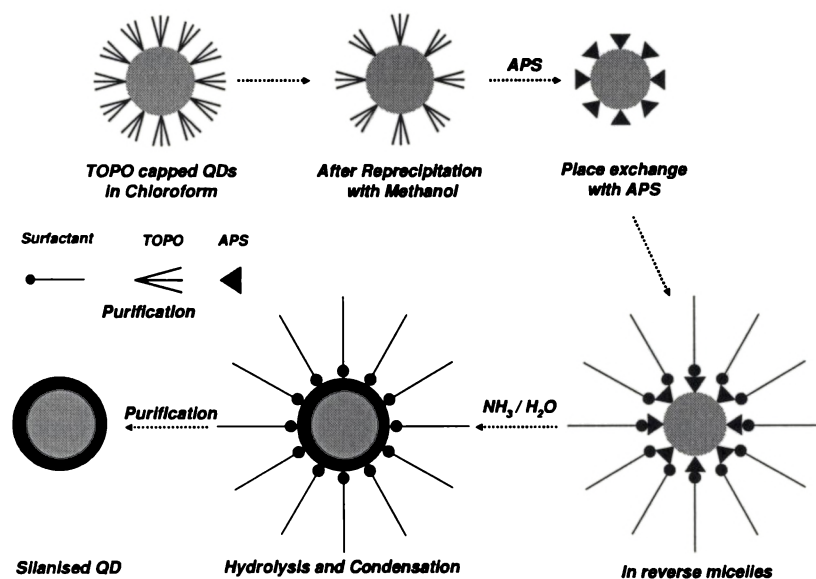 APS
TOPO capped QDs
in Chloroform
After Reprecipitation
with Methanol
Place exchange
with APS
Surfactant TOPO APS
Purification
Purification
NH₃ / H₂O
Silanised QD
Hydrolysis and Condensation
In reverse micelles